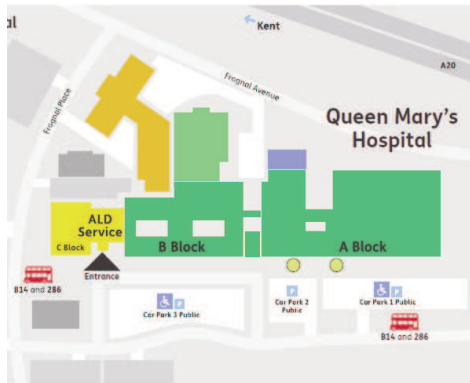 al
Kent
A20
Frognal Avenue
Frognal Place
Queen Mary's
Hospital
ALD
Service
C Block
B Block
A Block
Entrance
B14 and 286
P
Car Park 3 Public
P
Car Park 2
Public
P
Car Park 1 Public
B14 and 286